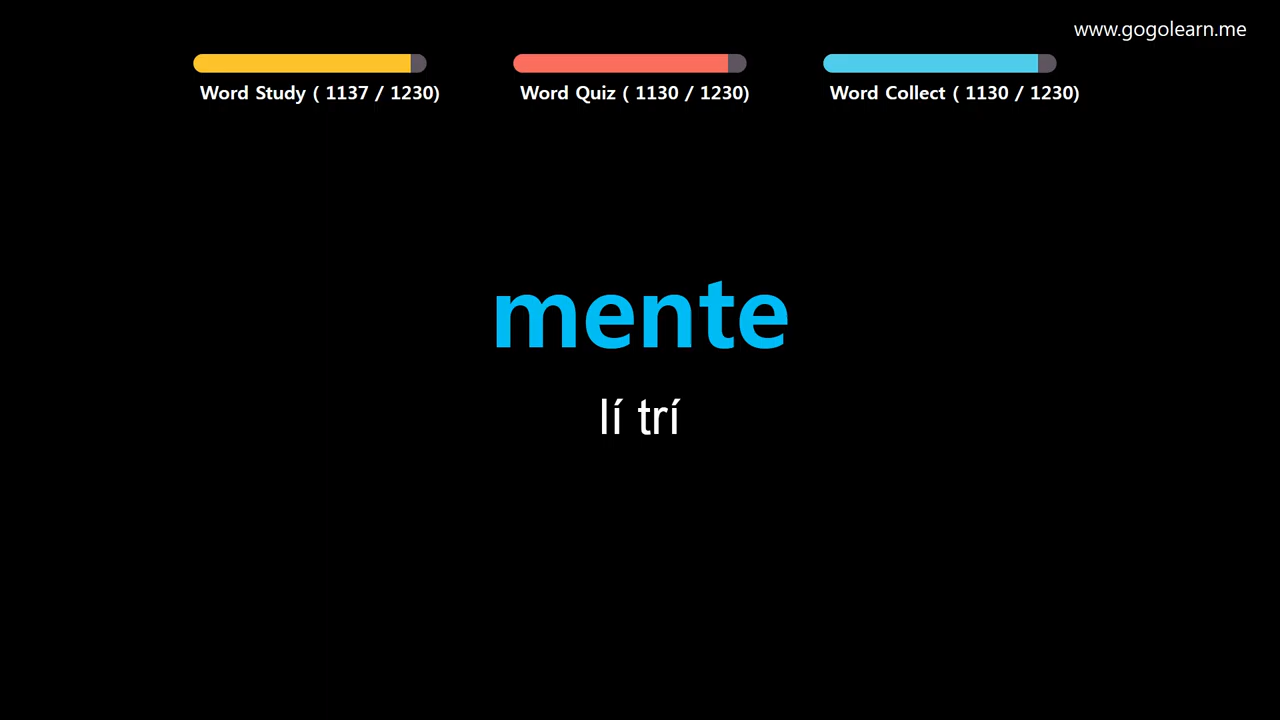 www.gogolearn.me
Word Study ( 1137 / 1230)
Word Quiz ( 1130 / 1230)
Word Collect ( 1130 / 1230)
mente
lí trí